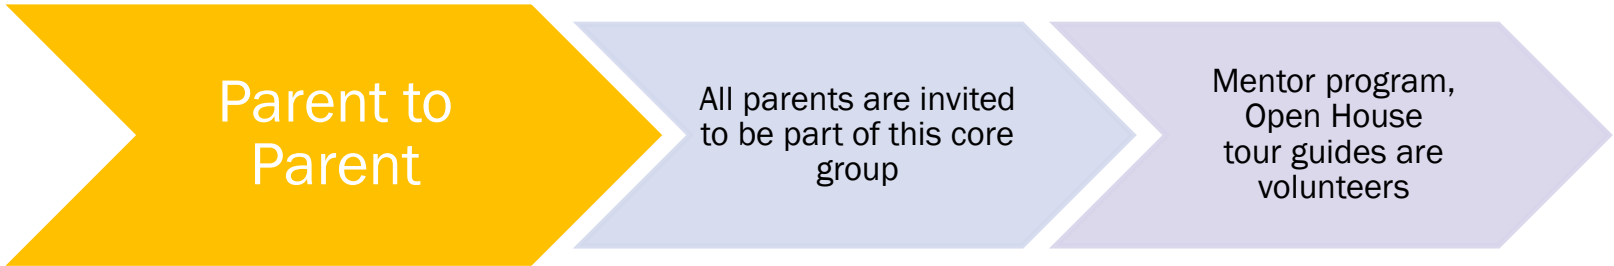 Parent to
Parent
All parents are invited
to be part of this core
group
Mentor program,
Open House
tour guides are
volunteers